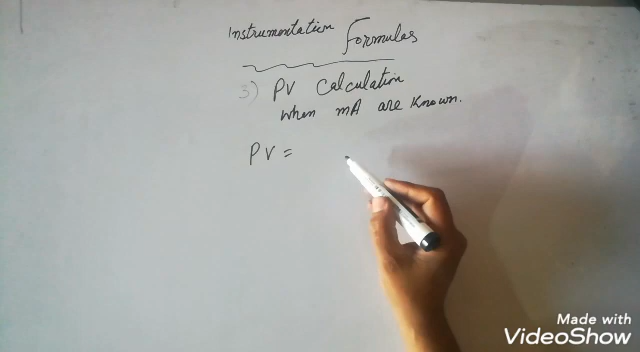 Instrumentation Formulas
3) PV Calculation
when mA are known.
PV =
Made with
VideoShow